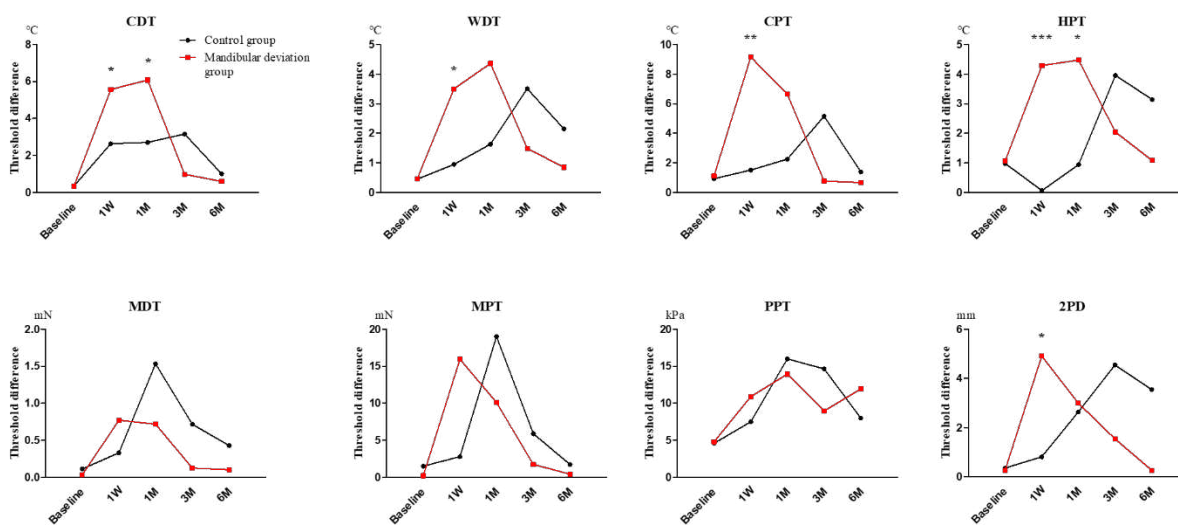 CDT
°C
Threshold difference
8
6
4
2
0
* *
Baseline 1W 1M 3M 6M
Control group
Mandibular deviation
group
WDT
°C
Threshold difference
5
4
3
2
1
0
*
Baseline 1W 1M 3M 6M
CPT
°C
Threshold difference
10
8
6
4
2
0
**
Baseline 1W 1M 3M 6M
HPT
°C
Threshold difference
5
4
3
2
1
0
*** *
Baseline 1W 1M 3M 6M
MDT
mN
Threshold difference
2.0
1.5
1.0
0.5
0.0
Baseline 1W 1M 3M 6M
MPT
mN
Threshold difference
20
15
10
5
0
Baseline 1W 1M 3M 6M
PPT
kPa
Threshold difference
20
15
10
5
0
Baseline 1W 1M 3M 6M
2PD
mm
Threshold difference
6
4
2
0
*
Baseline 1W 1M 3M 6M